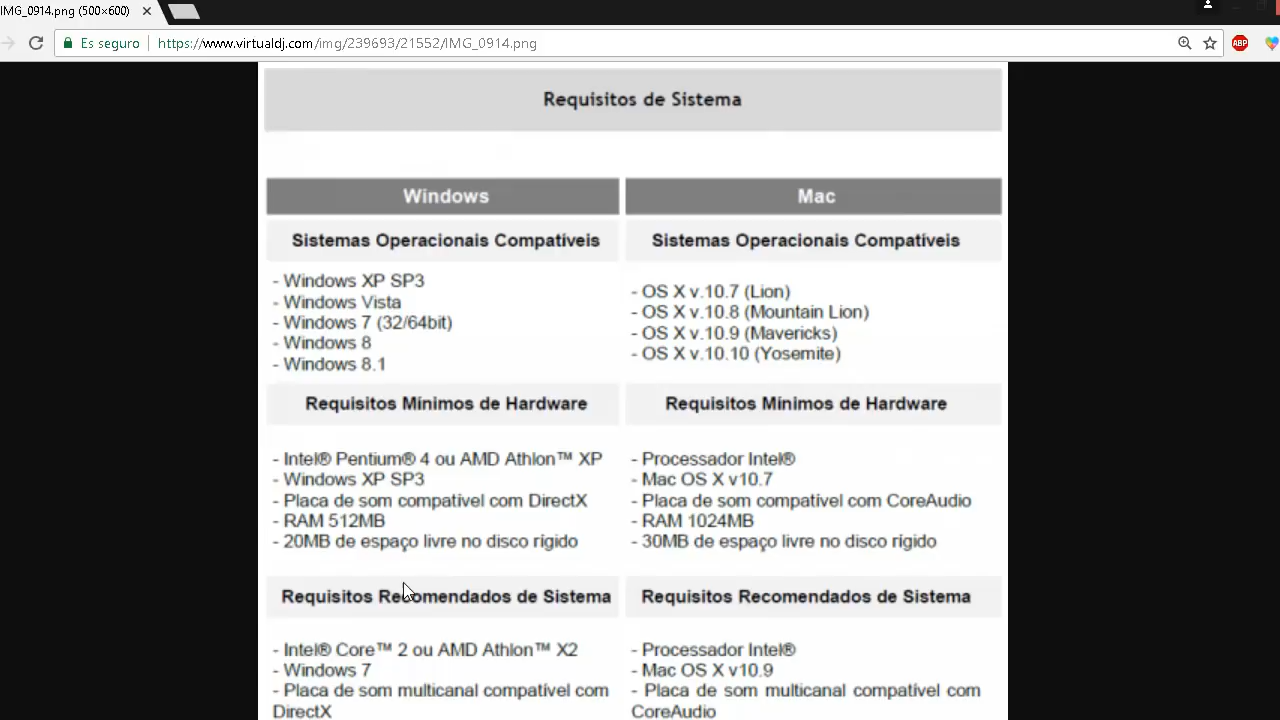 IMG_0914.png (500×600)
Es seguro
https://www.virtualdj.com/img/239693/21552/IMG_0914.png
ABP
Requisitos de Sistema
Windows
Sistemas Operacionais Compatíveis
- Windows XP SP3
- Windows Vista
- Windows 7 (32/64bit)
- Windows 8
- Windows 8.1
Requisitos Mínimos de Hardware
- Intel® Pentium® 4 ou AMD Athlon™ XP
- Windows XP SP3
- Placa de som compatível com DirectX
- RAM 512MB
- 20MB de espaço livre no disco rígido
Requisitos Recomendados de Sistema
- Intel® Core™ 2 ou AMD Athlon™ X2
- Windows 7
- Placa de som multicanal compatível com
DirectX
Mac
Sistemas Operacionais Compatíveis
- OS X v.10.7 (Lion)
- OS X v.10.8 (Mountain Lion)
- OS X v.10.9 (Mavericks)
- OS X v.10.10 (Yosemite)
Requisitos Mínimos de Hardware
- Processador Intel®
- Mac OS X v10.7
- Placa de som compatível com CoreAudio
- RAM 1024MB
- 30MB de espaço livre no disco rígido
Requisitos Recomendados de Sistema
- Processador Intel®
- Mac OS X v10.9
- Placa de som multicanal compatível com
CoreAudio